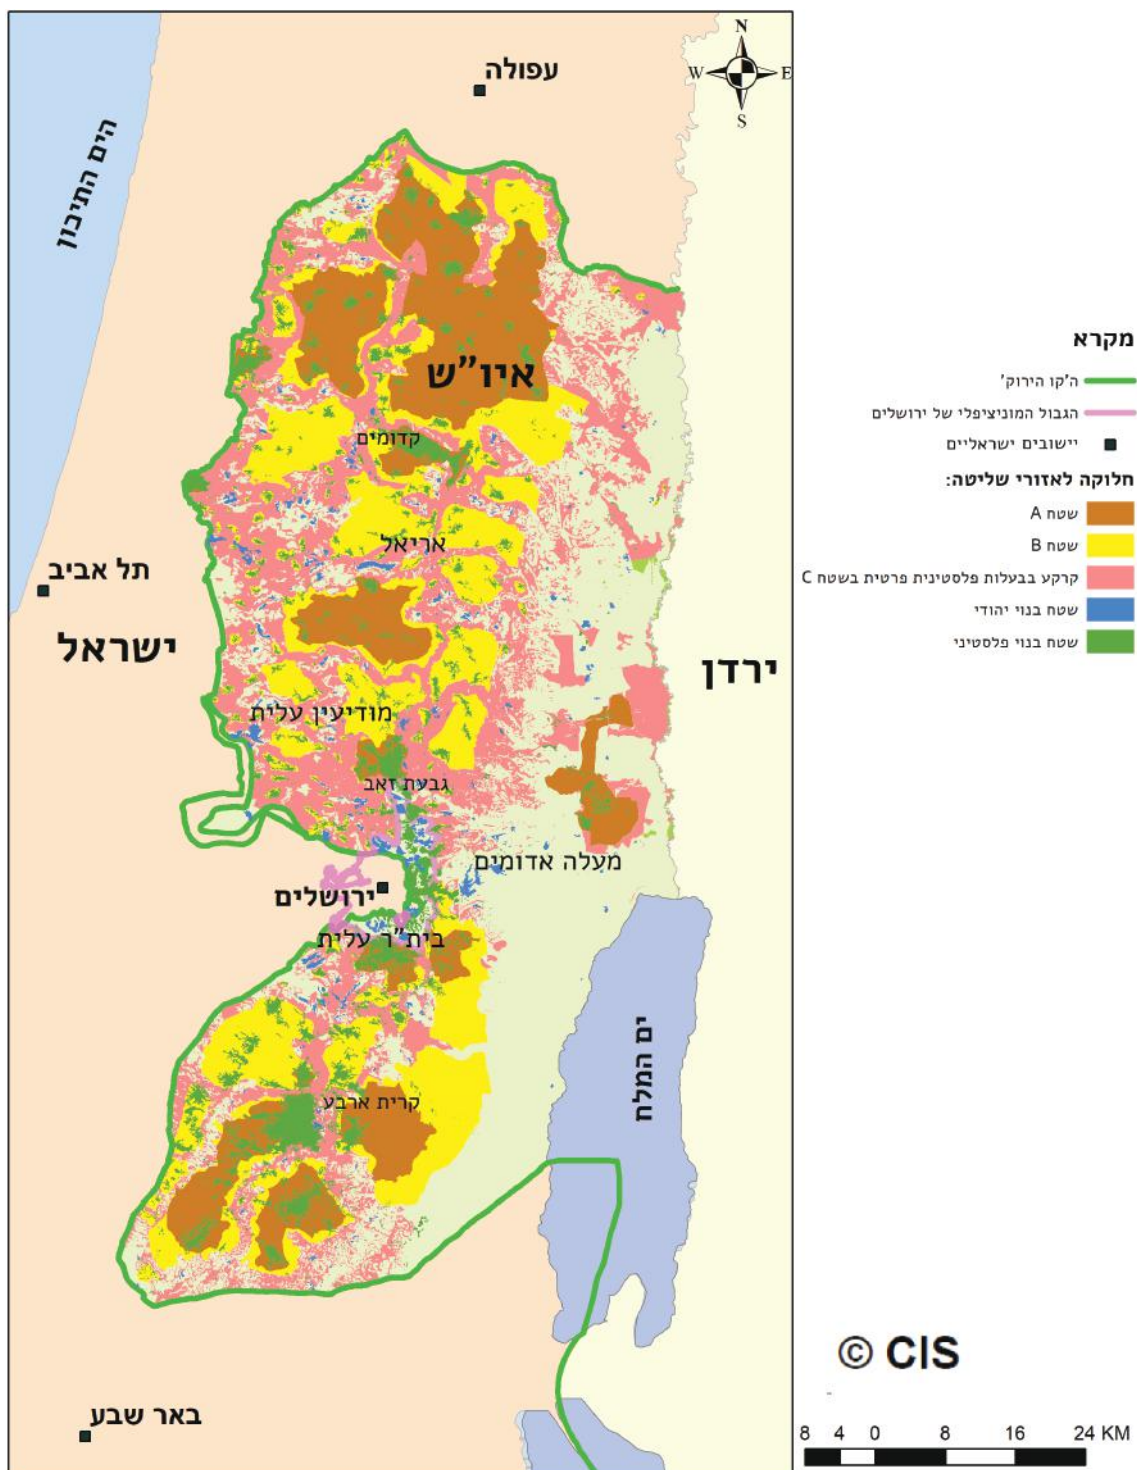 N
W E
S
עפולה
הים התיכון
איו"ש
קדומים
אריאל
תל אביב
ישראל
ירדן
מודיעין עלית
גבעת זאב
מעלה אדומים
ירושלים
בית"ר עלית
ים המלח
קרית ארבע
באר שבע
מקרא
ה'קו הירוק'
הגבול המוניציפלי של ירושלים
יישובים ישראליים
חלוקה לאזורי שליטה:
שטח A
שטח B
קרקע בבעלות פלסטינית פרטית בשטח C
שטח בנוי יהודי
שטח בנוי פלסטיני
© CIS
8 4 0 8 16 24 KM